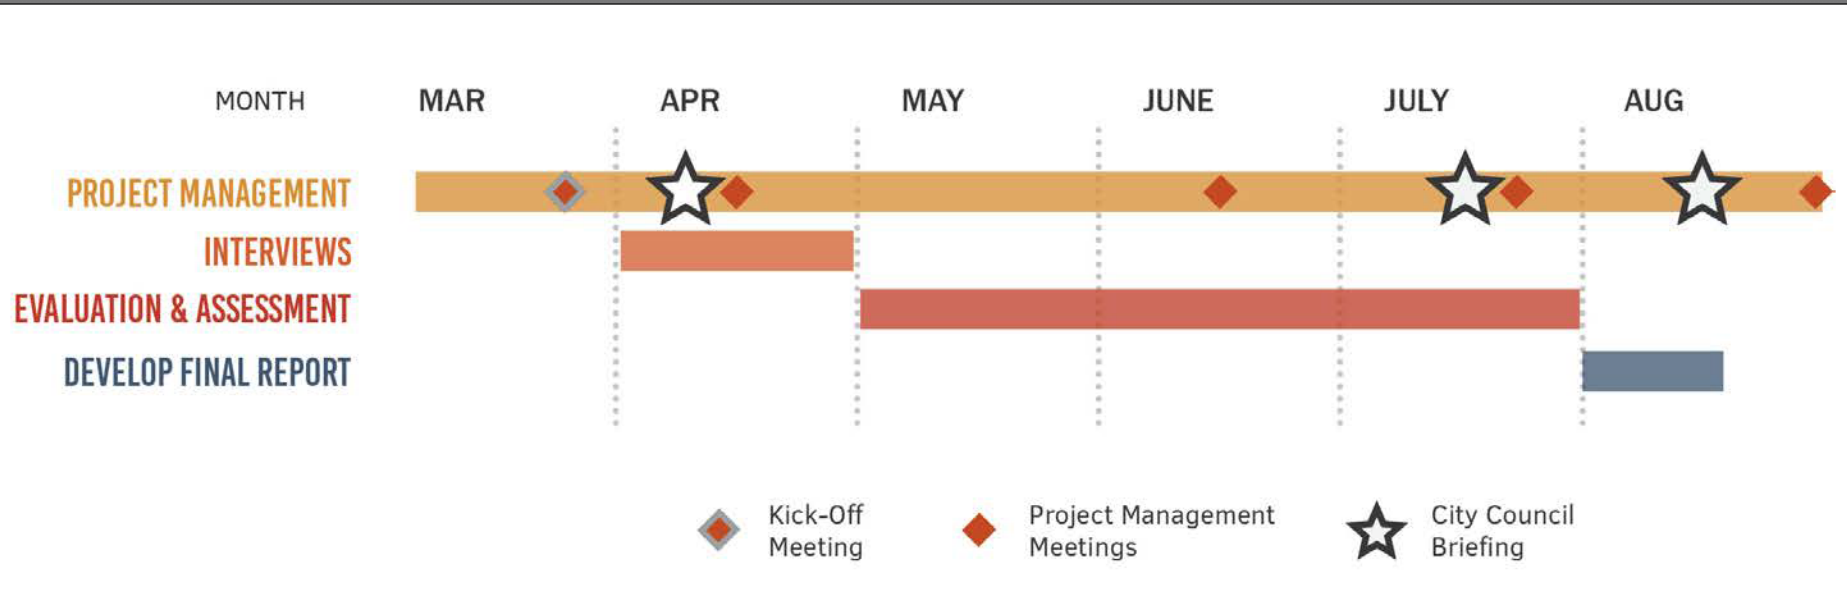 MONTH MAR APR MAY JUNE JULY AUG
PROJECT MANAGEMENT
INTERVIEWS
EVALUATION & ASSESSMENT
DEVELOP FINAL REPORT
Kick-Off
Meeting
Project Management
Meetings
City Council
Briefing